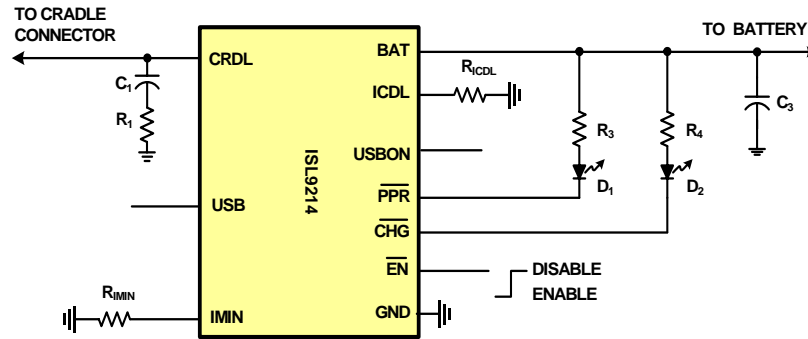 TO CRADLE
CONNECTOR
TO BATTERY
CRDL
BAT
C1
R1
ICDL
RICDL
R3
R4
C3
ISL9214
USBON
D1
D2
USB
PPR
CHG
EN
DISABLE
ENABLE
RIMIN
IMIN
GND